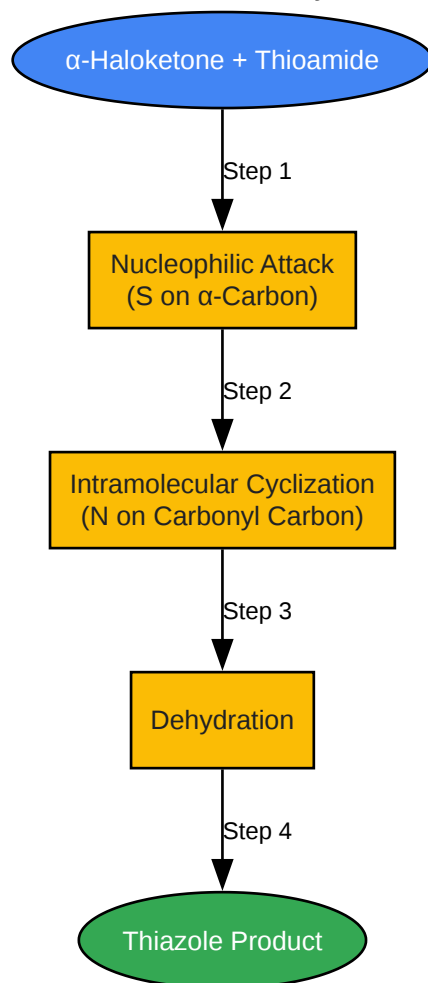 α-Haloketone + Thioamide
Step 1
Nucleophilic Attack
(S on α-Carbon)
Step 2
Intramolecular Cyclization
(N on Carbonyl Carbon)
Step 3
Dehydration
Step 4
Thiazole Product